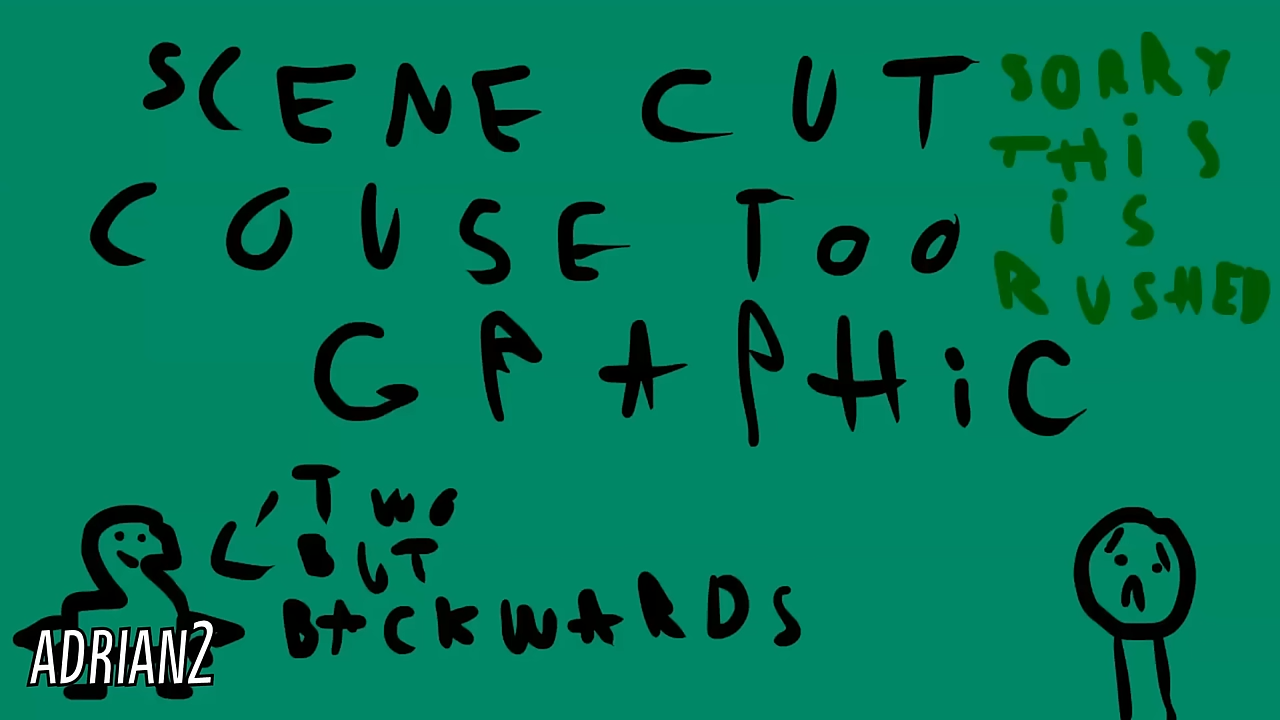 SCENE CUT
COUSE TOO
GRAPHIC
SORRY
THiS
iS
RUSHED
TWO
BUT
BACKWARDS
ADRIAN2